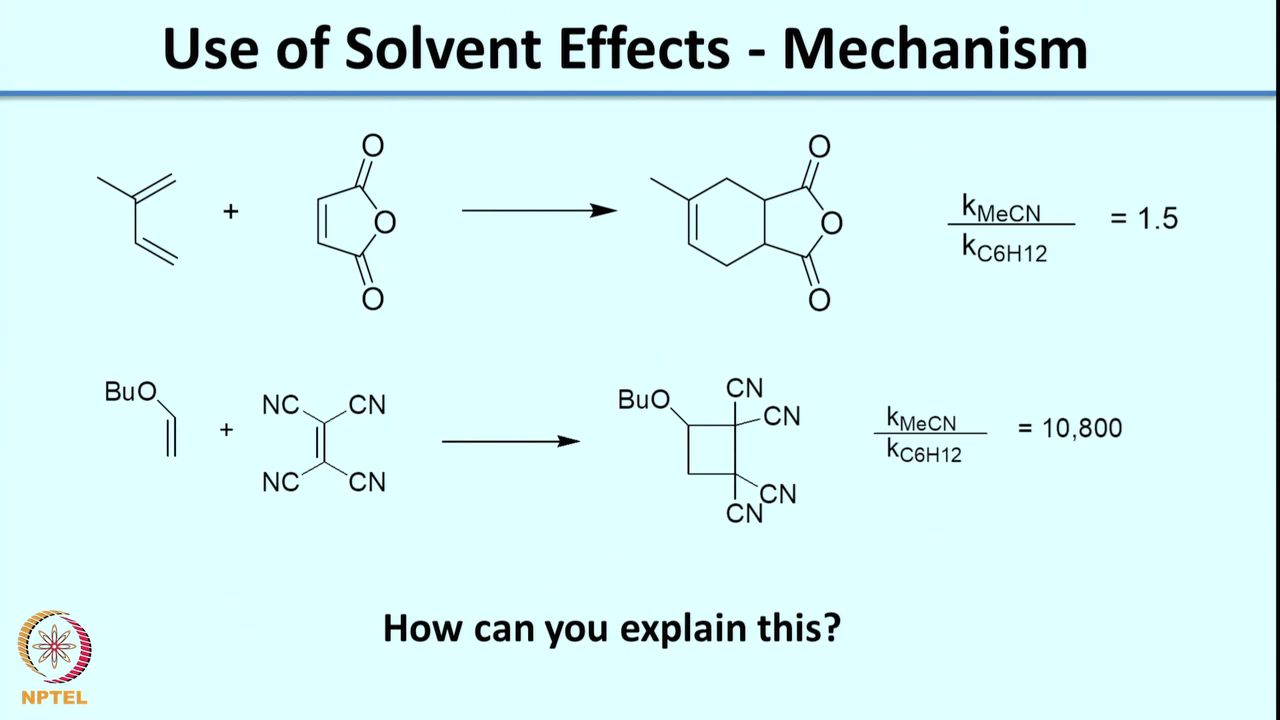 Use of Solvent Effects - Mechanism
O
+
O
O
O
O
O
kMeCN
kC6H12
= 1.5
BuO
+
NC
CN
NC
CN
BuO
CN
CN
CN
CN
kMeCN
kC6H12
= 10,800
How can you explain this?
NPTEL